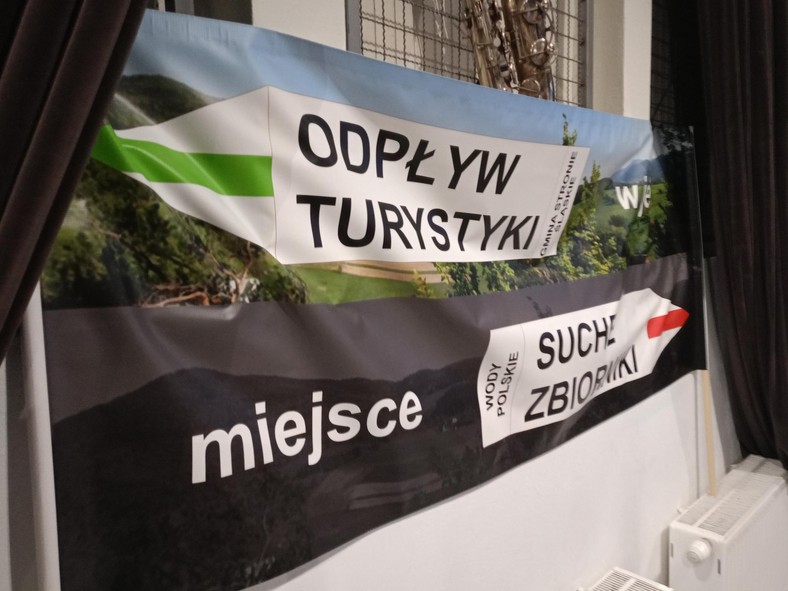 ODPŁYW
TURYSTYKI
GMINA STRONIE
ŚLĄSKIE
SUCHE
ZBIORNIKI
WODY
POLSKIE
miejsce